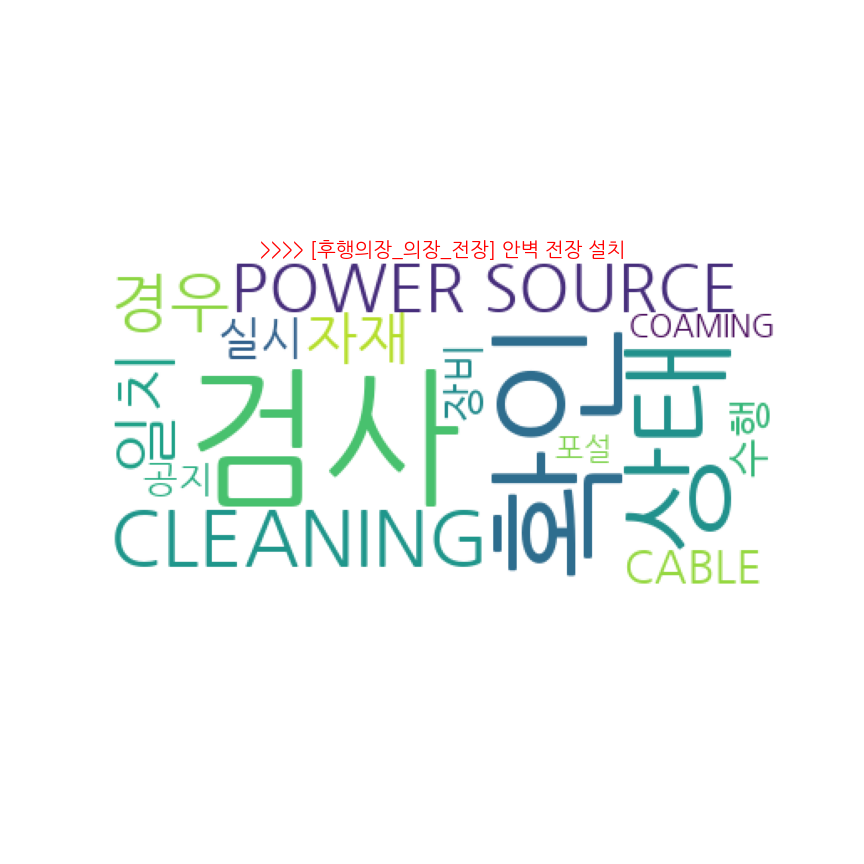 >>>> [후행의장_의장_전장] 안벽 전장 설치
POWER SOURCE
경우
COAMING
실시
자재
일치
검사
장비
확인
상태
포설
수행
공지
CLEANING
CABLE